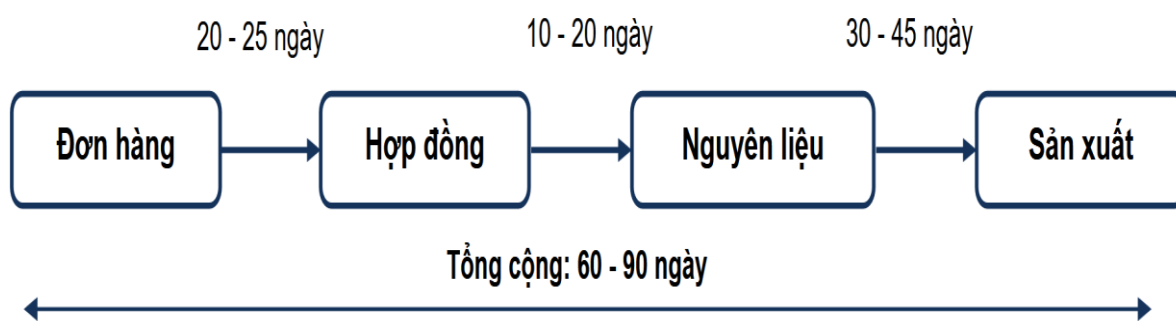 20 - 25 ngày
10 - 20 ngày
30 - 45 ngày
Đơn hàng
Hợp đồng
Nguyên liệu
Sản xuất
Tổng cộng: 60 - 90 ngày